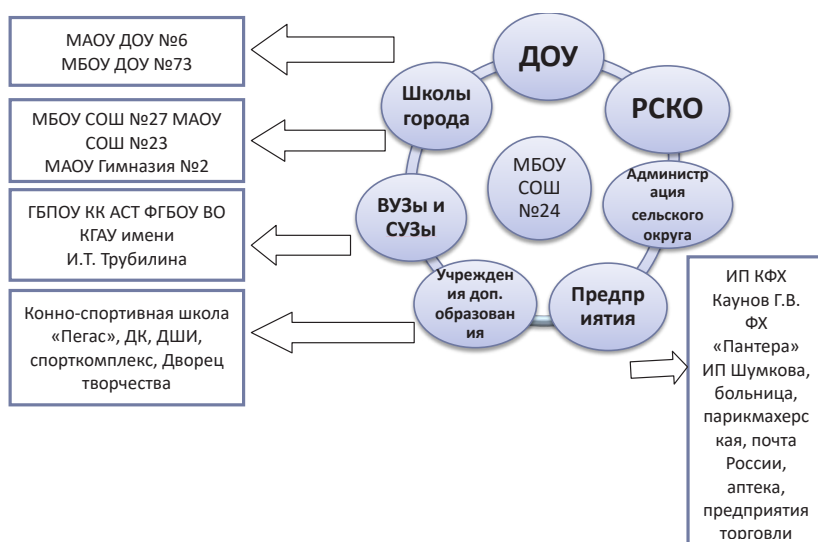 МАОУ ДОУ №6
МБОУ ДОУ №73
ДОУ
Школы
города
РСКО
МБОУ СОШ №27 МАОУ
СОШ №23
МАОУ Гимназия №2
МБОУ
СОШ
№24
Администр
ация
сельского
округа
ВУЗы и
СУЗы
ГБПОУ КК АСТ ФГБОУ ВО
КГАУ имени
И.Т. Трубилина
Учрежден
ия доп.
образован
ия
Предпр
иятия
Конно-спортивная школа
«Пегас», ДК, ДШИ,
спорткомплекс, Дворец
творчества
ИП КФХ
Каунов Г.В.
ФХ
«Пантера»
ИП Шумкова,
больница,
парикмахерс
кая, почта
России,
аптека,
предприятия
торговли